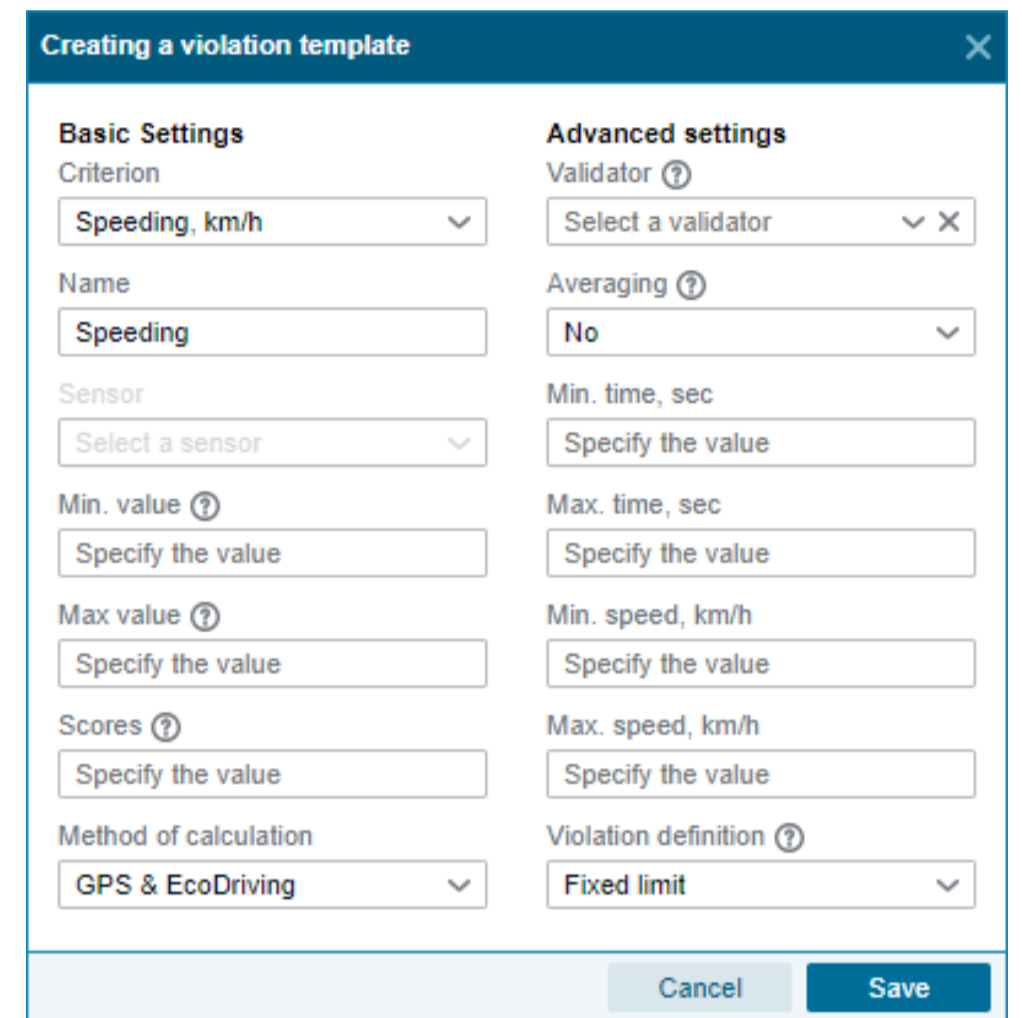 Creating a violation template
Basic Settings
Criterion
Speeding, km/h
Name
Speeding
Sensor
Select a sensor
Min. value
Specify the value
Max value
Specify the value
Scores
Specify the value
Method of calculation
GPS & EcoDriving
Advanced settings
Validator
Select a validator
Averaging
No
Min. time, sec
Specify the value
Max. time, sec
Specify the value
Min. speed, km/h
Specify the value
Max. speed, km/h
Specify the value
Violation definition
Fixed limit
Cancel
Save